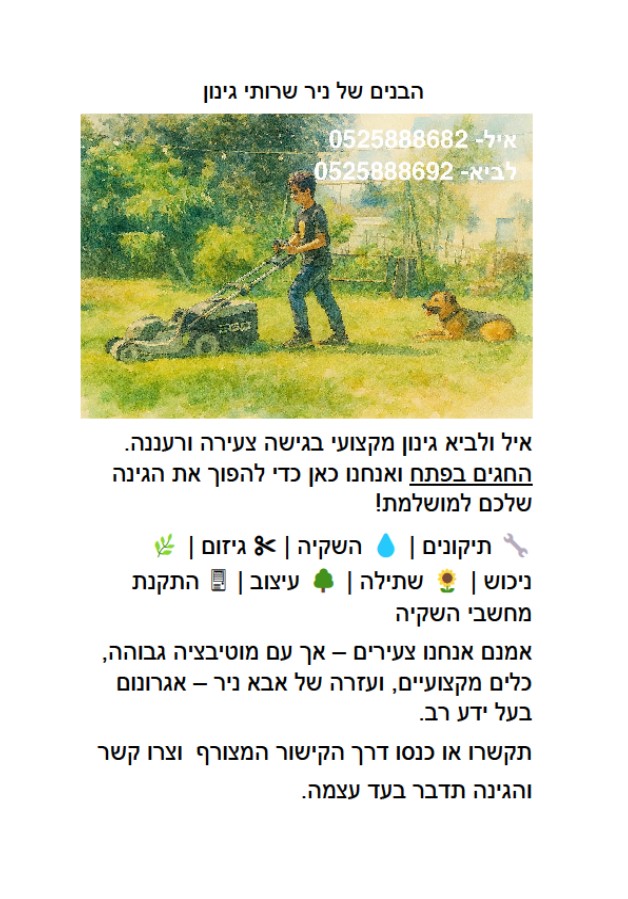 הבנים של ניר שרותי גינון
איל- 0525888682
לביא- 0525888692
איל ולביא גינון מקצועי בגישה צעירה ורעננה.
החגים בפתח ואנחנו כאן כדי להפוך את הגינה
שלכם למושלמת!
🔧 תיקונים | 💧 השקיה | ✂ גיזום | 🌿
ניכוש | 🌻 שתילה | 🌳 עיצוב | 🖥 התקנת
מחשבי השקיה
אמנם אנחנו צעירים – אך עם מוטיבציה גבוהה,
כלים מקצועיים, ועזרה של אבא ניר – אגרונום
בעל ידע רב.
תקשרו או כנסו דרך הקישור המצורף וצרו קשר
והגינה תדבר בעד עצמה.